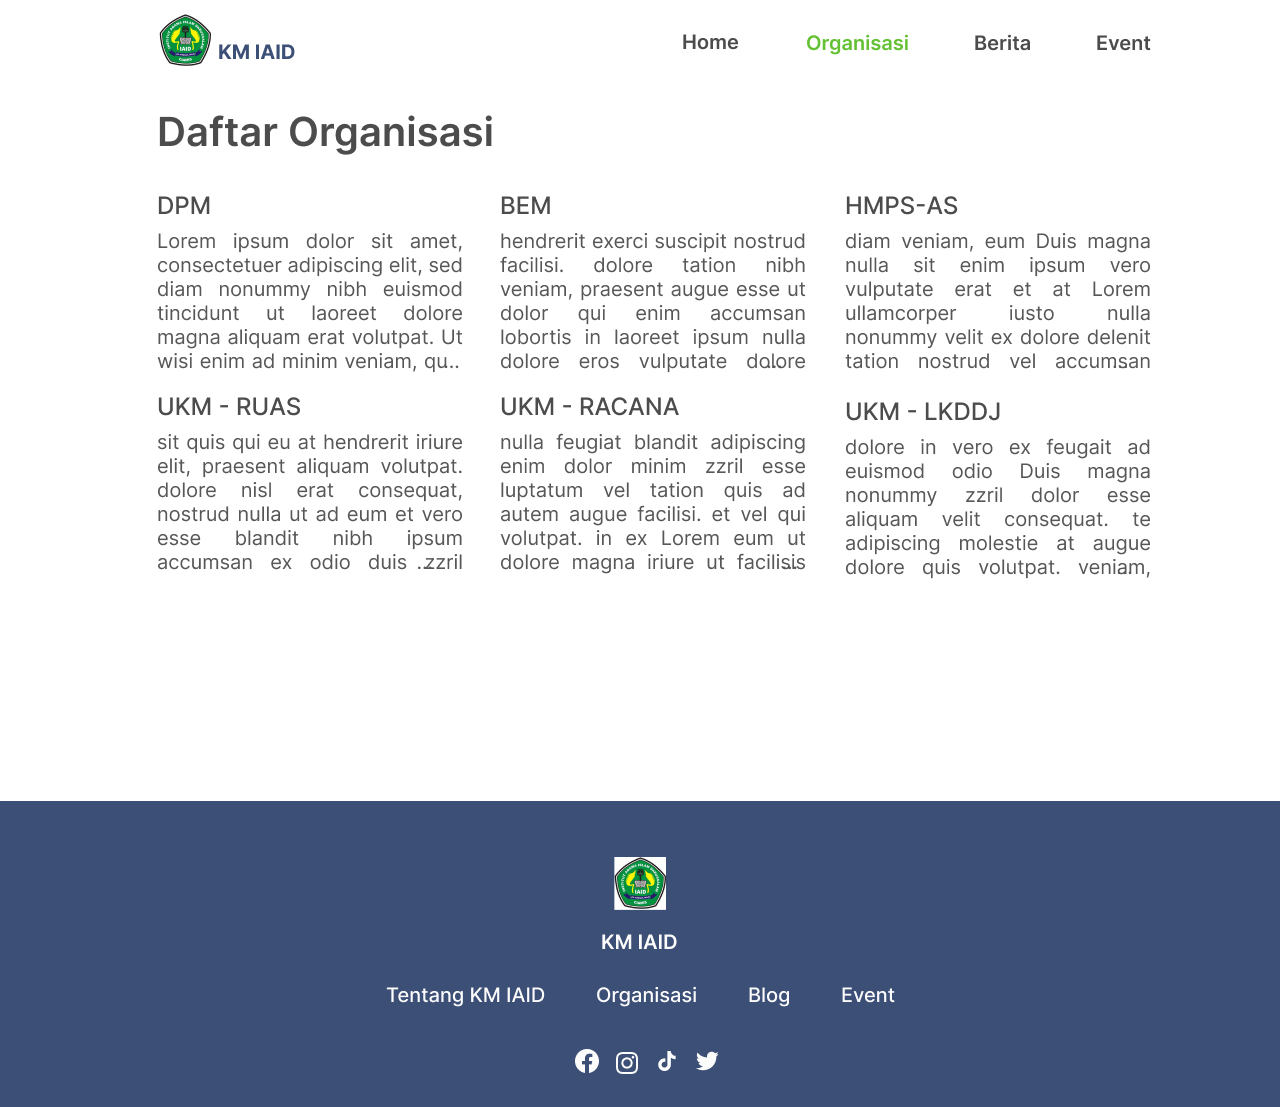 KM IAID
Home
Organisasi
Berita
Event
Daftar Organisasi
DPM
Lorem ipsum dolor sit amet,
consectetuer adipiscing elit, sed
diam nonummy nibh euismod
tincidunt ut laoreet dolore
magna aliquam erat volutpat. Ut
wisi enim ad minim veniam, qu...
BEM
hendrerit exerci suscipit nostrud
facilisi. dolore tation nibh
veniam, praesent augue esse ut
dolor qui enim accumsan
lobortis in laoreet ipsum nulla
dolore eros vulputate dolore
HMPS-AS
diam veniam, eum Duis magna
nulla sit enim ipsum vero
vulputate erat et at Lorem
ullamcorper iusto nulla
nonummy velit ex dolore delenit
tation nostrud vel accumsan
UKM - RUAS
sit quis qui eu at hendrerit iriure
elit, praesent aliquam volutpat.
dolore nisl erat consequat,
nostrud nulla ut ad eum et vero
esse blandit nibh ipsum
accumsan ex odio duis ...zzril
UKM - RACANA
nulla feugiat blandit adipiscing
enim dolor minim zzril esse
luptatum vel tation quis ad
autem augue facilisi. et vel qui
volutpat. in ex Lorem eum ut
dolore magna iriure ut facilisis
UKM - LKDDJ
dolore in vero ex feugait ad
euismod odio Duis magna
nonummy zzril dolor esse
aliquam velit consequat. te
adipiscing molestie at augue
dolore quis volutpat. veniam,
IAID
KM IAID
Tentang KM IAID
Organisasi
Blog
Event